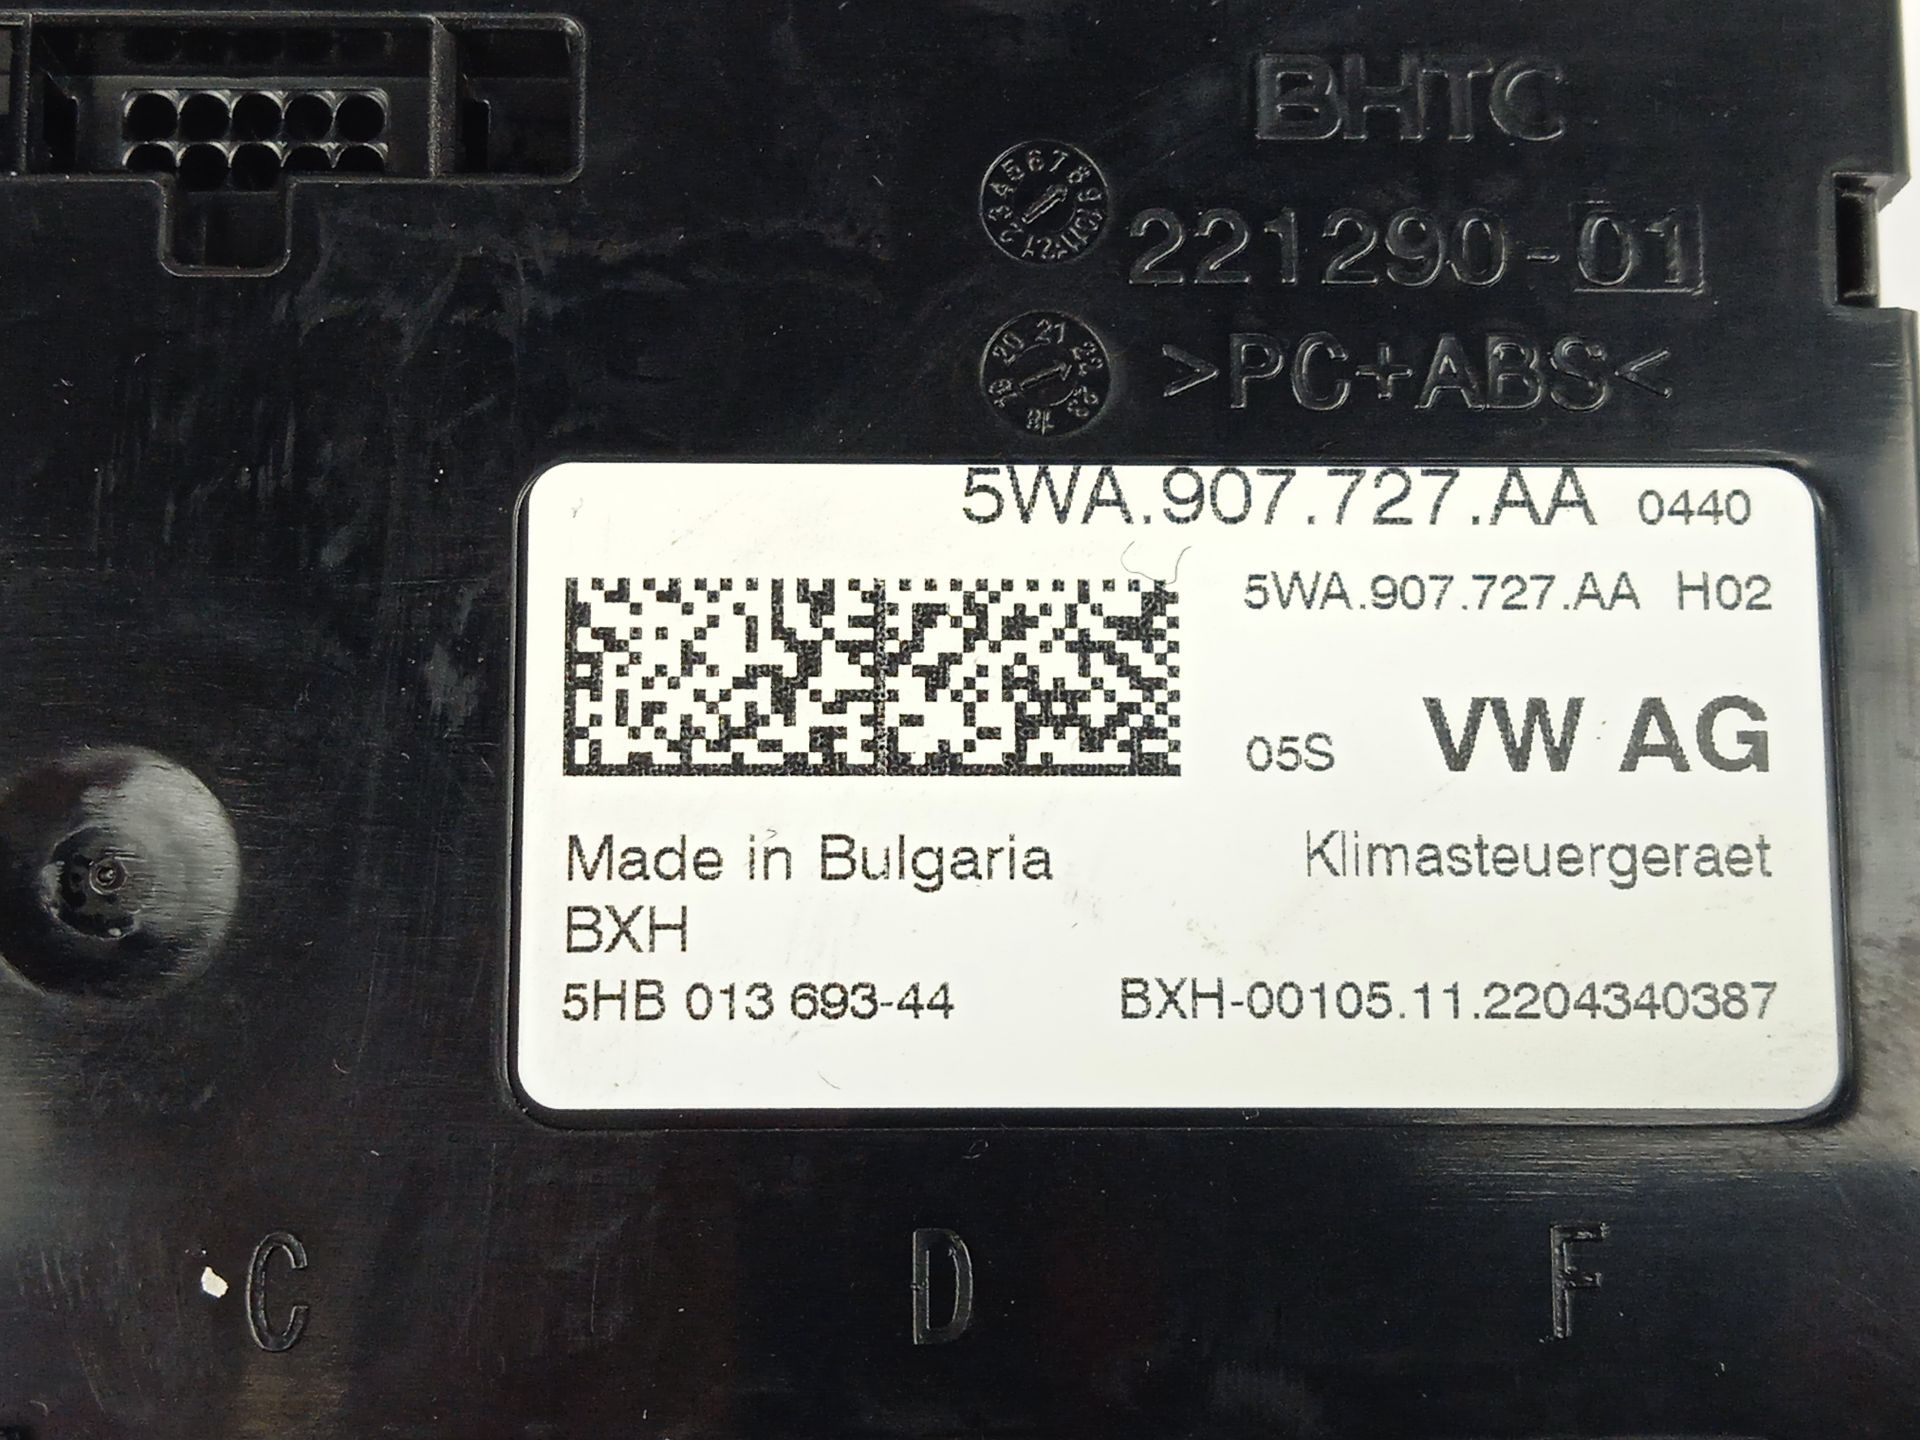 BHTC
221290-01
>PC+ABS<
5WA.907.727.AA 0440
5WA.907.727.AA H02
05S VW AG
Made in Bulgaria Klimasteuergeraet
BXH
5HB 013 693-44 BXH-00105.11.2204340387
C D F